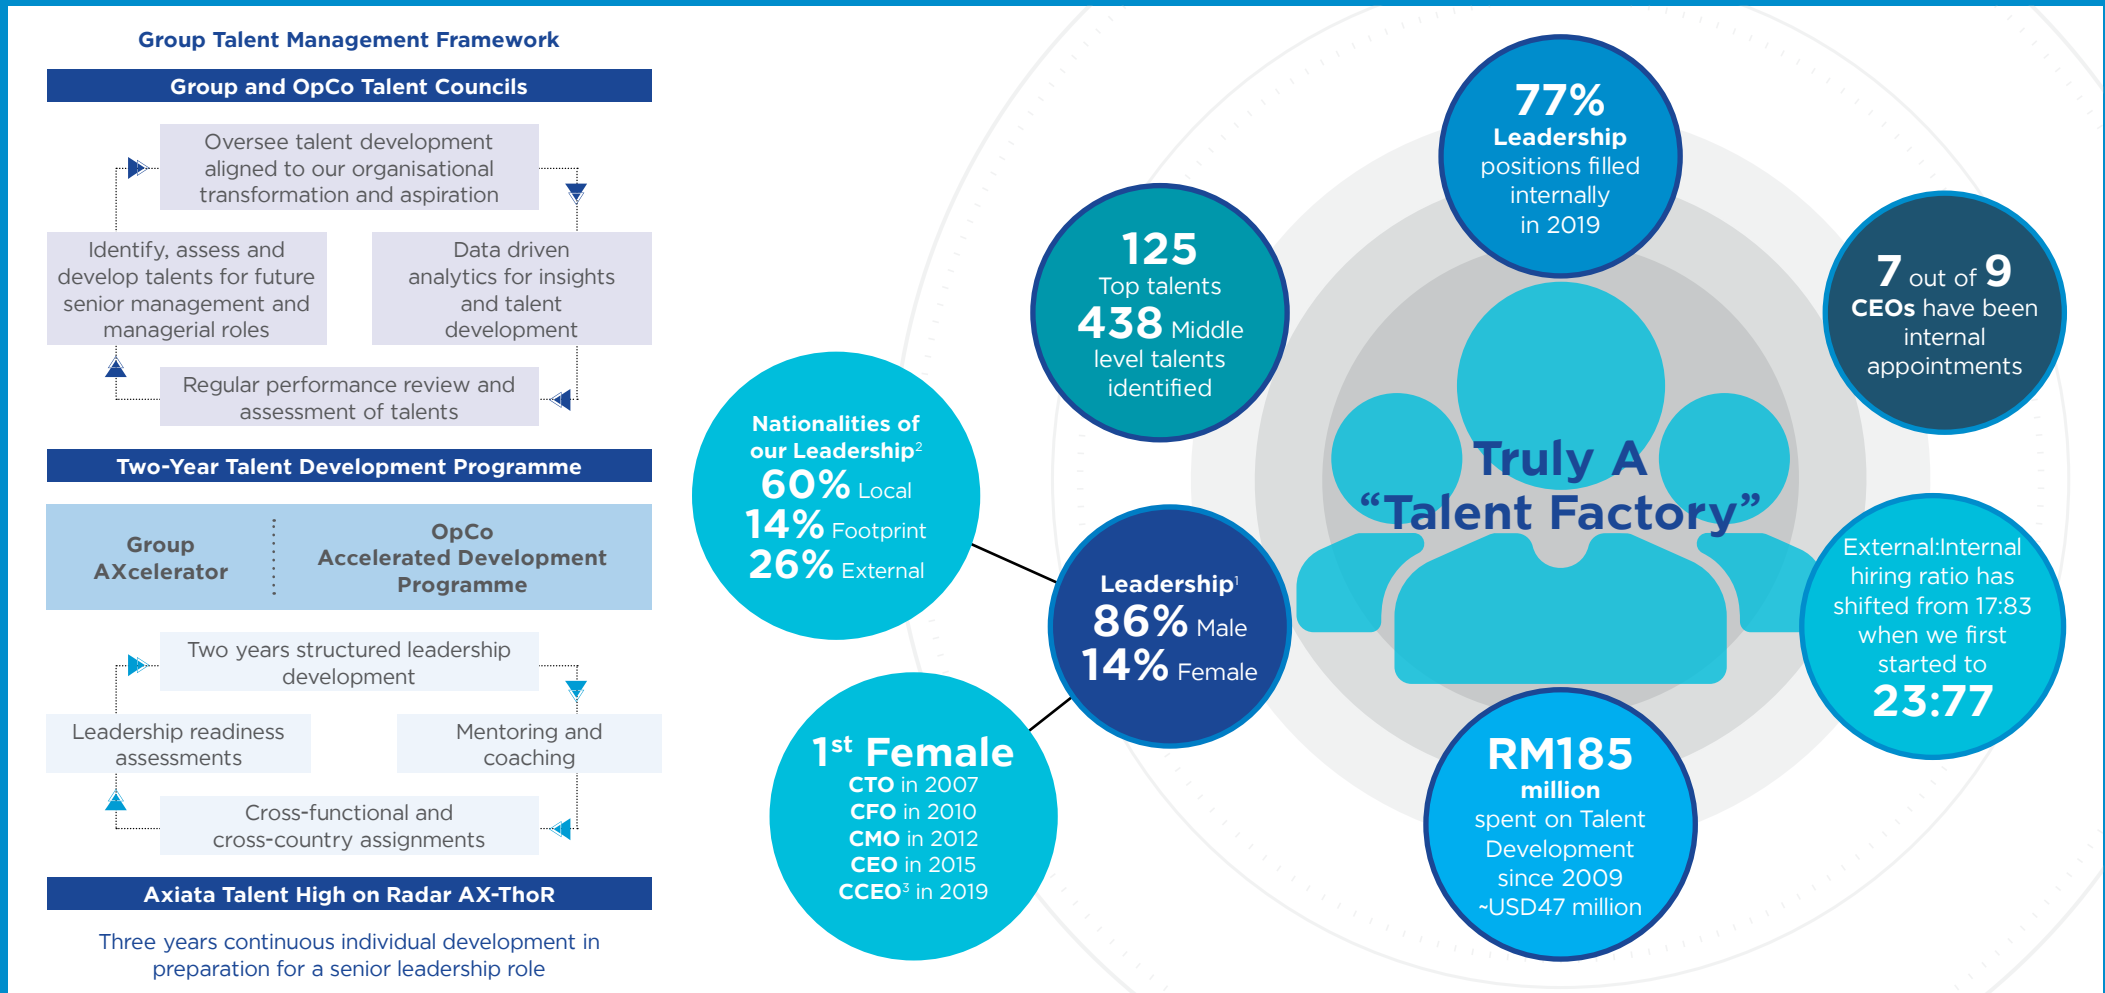 Group Talent Management Framework
Group and OpCo Talent Councils
Oversee talent development
aligned to our organisational
transformation and aspiration
Identify, assess and
develop talents for future
senior management and
managerial roles
Data driven
analytics for insights
and talent
development
Regular performance review and
assessment of talents
Two-Year Talent Development Programme
Group
AXcelerator
OpCo
Accelerated Development
Programme
Two years structured leadership
development
Leadership readiness
assessments
Mentoring and
coaching
Cross-functional and
cross-country assignments
Axiata Talent High on Radar AX-ThoR
Three years continuous individual development in
preparation for a senior leadership role
77%
Leadership
positions filled
internally
in 2019
125
Top talents
438 Middle
level talents
identified
7 out of 9
CEOs have been
internal
appointments
Nationalities of
our Leadership²
60% Local
14% Footprint
26% External
Truly A
“Talent Factory”
Leadership¹
86% Male
14% Female
External:Internal
hiring ratio has
shifted from 17:83
when we first
started to
23:77
1st Female
CTO in 2007
CFO in 2010
CMO in 2012
CEO in 2015
CCEO³ in 2019
RM185
million
spent on Talent
Development
since 2009
~USD47 million